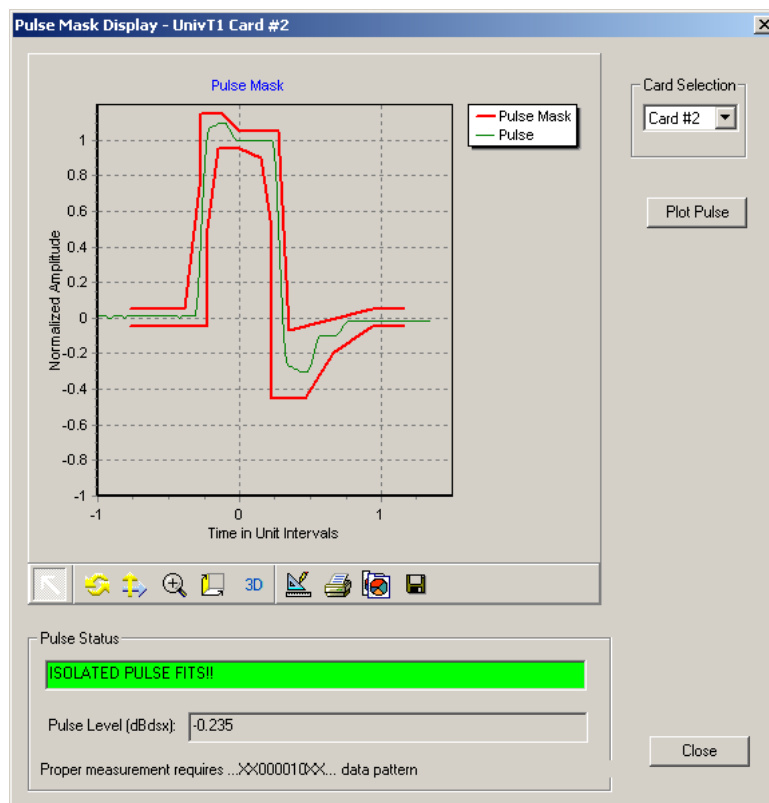 Pulse Mask Display - UnivT1 Card #2
Pulse Mask
Pulse Mask
Pulse
Normalized Amplitude
1
0.8
0.6
0.4
0.2
0
-0.2
-0.4
-0.6
-0.8
-1
-1
0
1
Time in Unit Intervals
3D
Card Selection
Card #2
Plot Pulse
Pulse Status
ISOLATED PULSE FITS!!
Pulse Level (dBdsx):
-0.235
Proper measurement requires ...XX000010XX... data pattern
Close